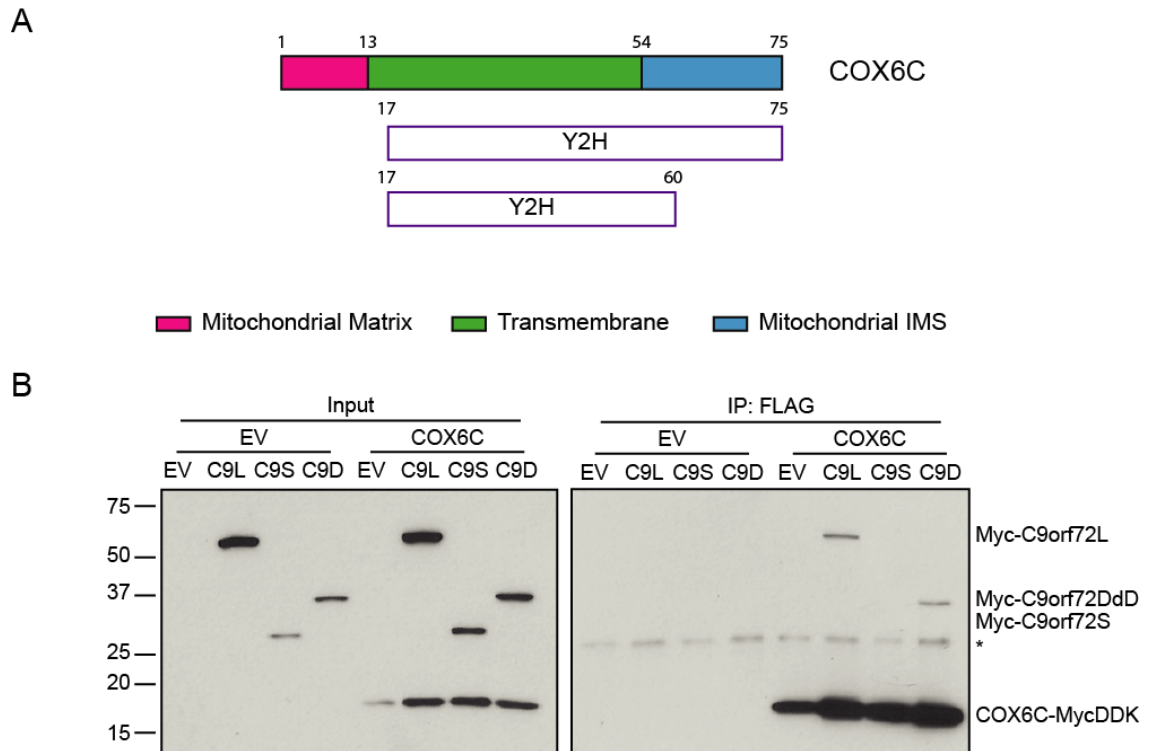 A
1 13 54 75
COX6C
17 75
Y2H
17 60
Y2H
Mitochondrial Matrix Transmembrane Mitochondrial IMS
B
Input IP: FLAG
EV COX6C EV COX6C
EV C9L C9S C9D EV C9L C9S C9D EV C9L C9S C9D EV C9L C9S C9D
75
Myc-C9orf72L
50
37
Myc-C9orf72DdD
Myc-C9orf72S
25
*
20
COX6C-MycDDK
15